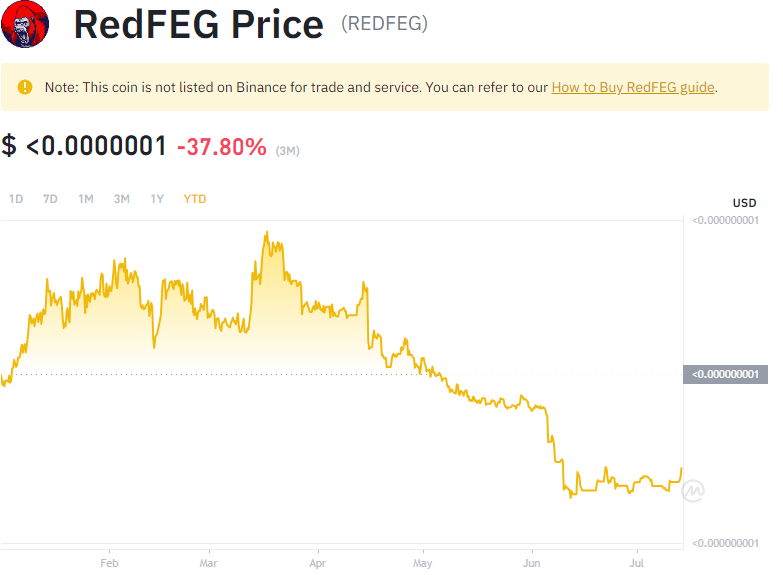 RedFEG Price (REDFEG)
Note: This coin is not listed on Binance for trade and service. You can refer to our How to Buy RedFEG guide.
$ <0.0000001 -37.80% (3M)
1D 7D 1M 3M 1Y YTD
USD
<0.000000001
<0.000000001
<0.000000001
Feb Mar Apr May Jun Jul